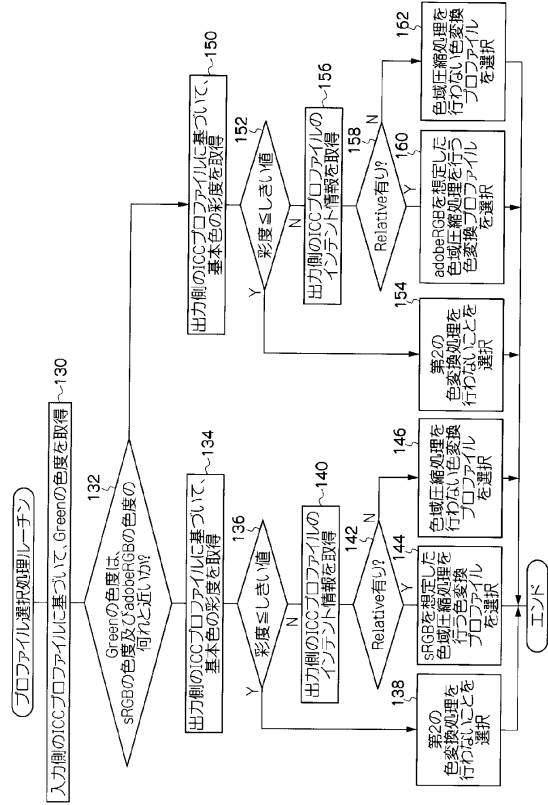 プロファイル選択処理ルーチン
入力側のICCプロファイルに基づいて、Greenの色度を取得
130
Greenの色度は、
sRGBの色度及びadobeRGBの色度の
何れと近いか?
132
出力側のICCプロファイルに基づいて、
基本色の彩度を取得
134
彩度≦しきい値
136
Y
N
出力側のICCプロファイルの
インテント情報を取得
140
Relative有り?
142
Y
N
第2の
色変換処理を
行わないことを
選択
138
sRGBを想定した
色域圧縮処理を
行う色変換
プロファイル
を選択
144
色域圧縮処理を
行わない色変換
プロファイル
を選択
146
出力側のICCプロファイルに基づいて、
基本色の彩度を取得
150
彩度≦しきい値
152
Y
N
出力側のICCプロファイルの
インテント情報を取得
156
Relative有り?
158
Y
N
第2の
色変換処理を
行わないことを
選択
154
adobeRGBを想定した
色域圧縮処理を行う
色変換プロファイル
を選択
160
色域圧縮処理を
行わない色変換
プロファイル
を選択
162
エンド